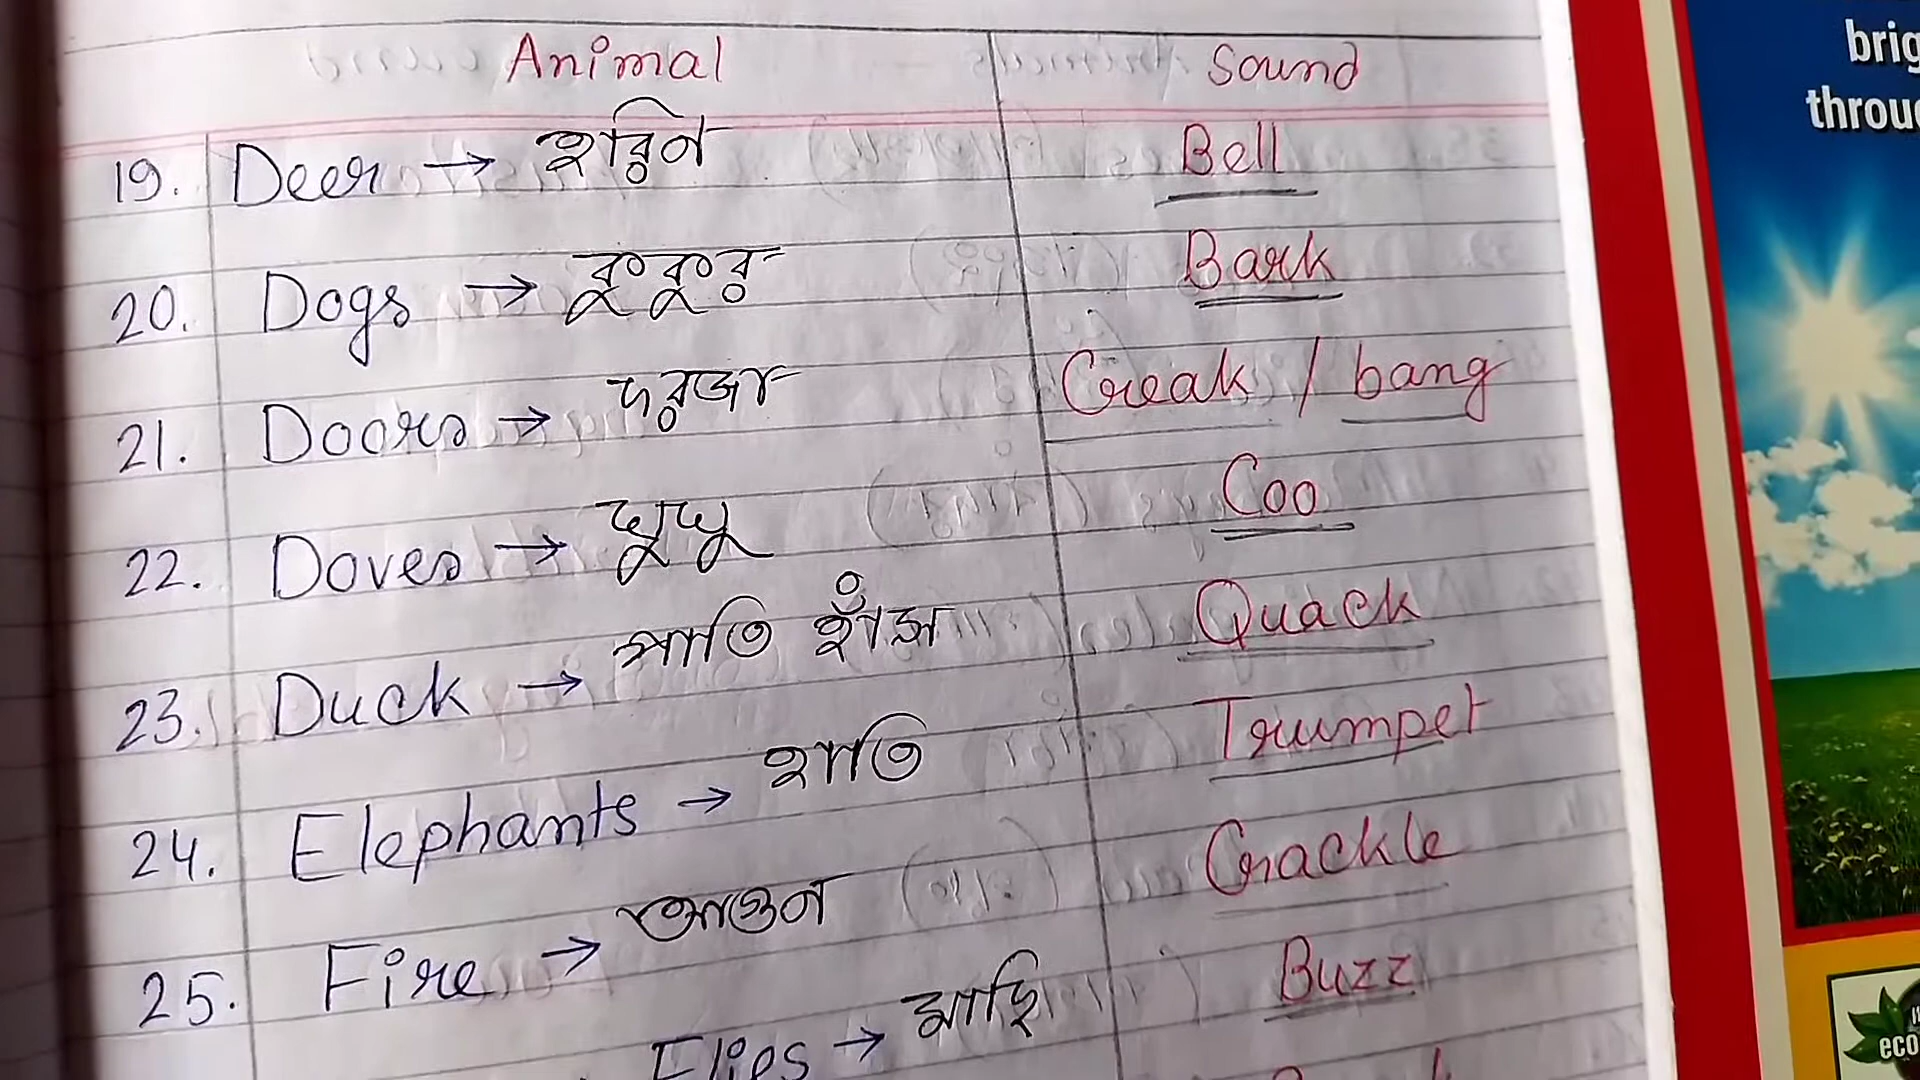 Animal Sound
19. Deer → হরিণ Bell
20. Dogs → কুকুর Bark
21. Doors → দরজা Creak / bang
22. Doves → ঘুঘু Coo
23. Duck → পাতি হাঁস Quack
24. Elephants → হাতি Trumpet
25. Fire → আগুন Crackle
Flies → মাছি Buzz
brig
throu
eco